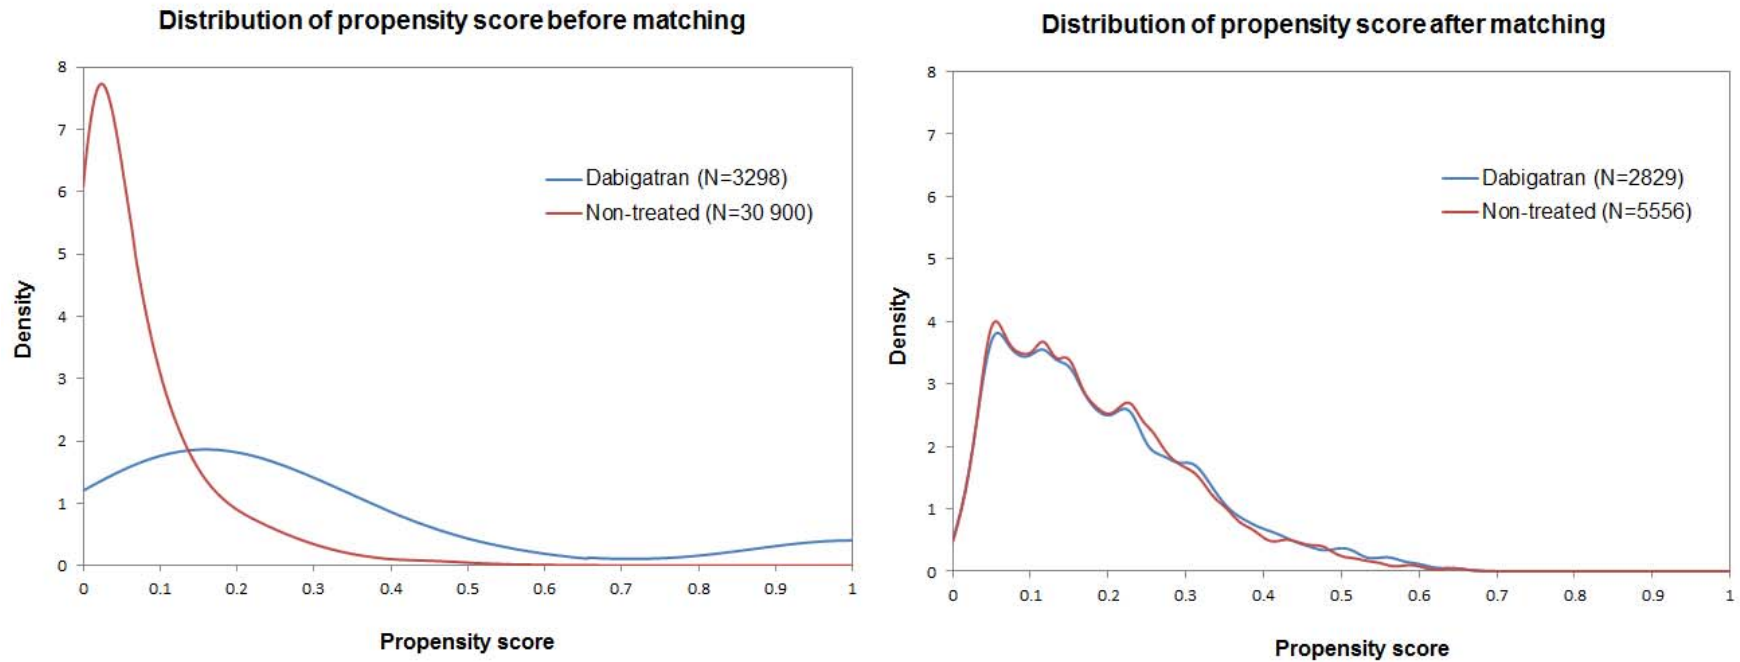 Distribution of propensity score before matching
8
7
6
5
4
3
2
1
0
Density
Dabigatran (N=3298)
Non-treated (N=30 900)
0 0.1 0.2 0.3 0.4 0.5 0.6 0.7 0.8 0.9 1
Propensity score
Distribution of propensity score after matching
8
7
6
5
4
3
2
1
0
Density
Dabigatran (N=2829)
Non-treated (N=5556)
0 0.1 0.2 0.3 0.4 0.5 0.6 0.7 0.8 0.9 1
Propensity score